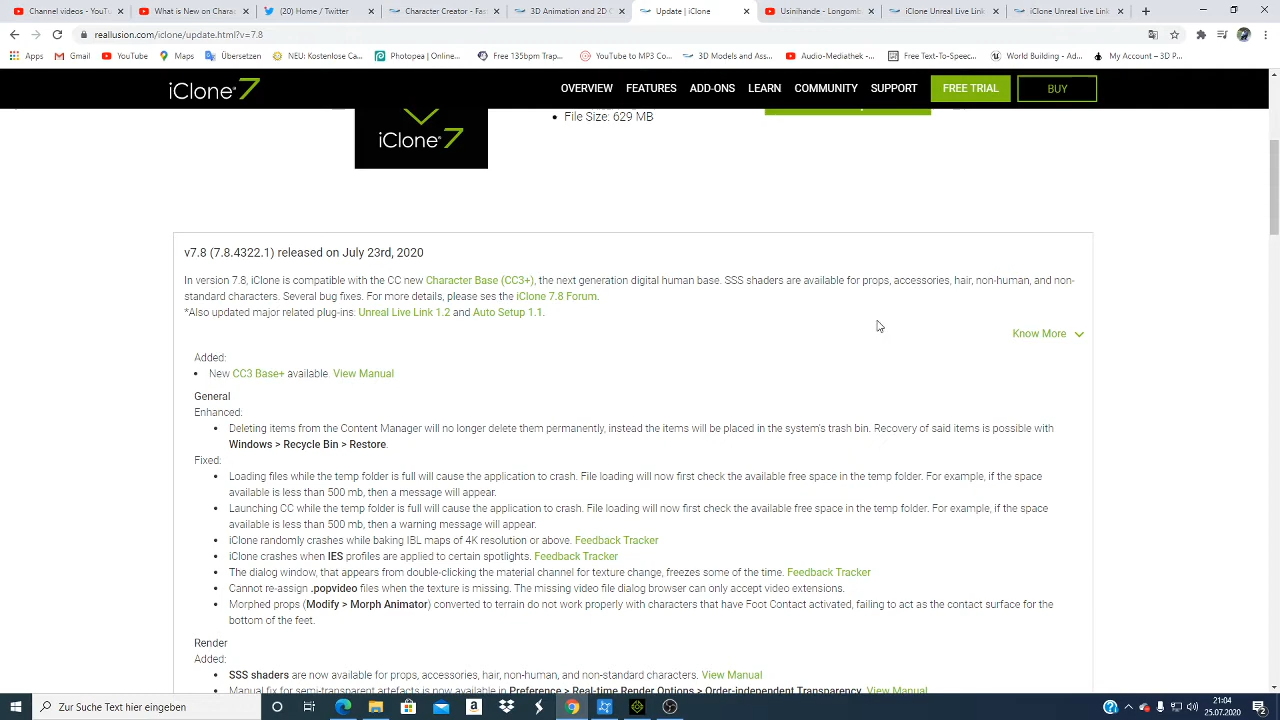 Channel videos - YouTu
What is New on Charac
(20) Home / Twitter
Character Creator - Fas
3D Animation and 2D C
Update | iClone
Usinihande - Longomb
iClone UPDATE | iClon
iClone UPDATE | iClon
reallusion.com/iclone/update.html?v=7.8
Apps
Gmail
YouTube
Maps
Übersetzen
NEU: Kostenlose Ca...
Photopea | Online...
Free 135bpm Trap...
YouTube to MP3 Co...
3D Models and Ass...
Audio-Mediathek -...
Free Text-To-Speec...
World Building - Ad...
My Account – 3D P...
iClone 7
OVERVIEW FEATURES ADD-ONS LEARN COMMUNITY SUPPORT FREE TRIAL BUY
iClone 7
• File Size: 629 MB
v7.8 (7.8.4322.1) released on July 23rd, 2020
In version 7.8, iClone is compatible with the CC new Character Base (CC3+), the next generation digital human base. SSS shaders are available for props, accessories, hair, non-human, and non-
standard characters. Several bug fixes. For more details, please ses the iClone 7.8 Forum.
*Also updated major related plug-ins: Unreal Live Link 1.2 and Auto Setup 1.1.
Know More
Added:
• New CC3 Base+ available. View Manual
General
Enhanced:
• Deleting items from the Content Manager will no longer delete them permanently, instead the items will be placed in the system's trash bin. Recovery of said items is possible with
Windows > Recycle Bin > Restore.
Fixed:
• Loading files while the temp folder is full will cause the application to crash. File loading will now first check the available free space in the temp folder. For example, if the space
available is less than 500 mb, then a message will appear.
• Launching CC while the temp folder is full will cause the application to crash. File loading will now first check the available free space in the temp folder. For example, if the space
available is less than 500 mb, then a warning message will appear.
• iClone randomly crashes while baking IBL maps of 4K resolution or above. Feedback Tracker
• iClone crashes when IES profiles are applied to certain spotlights. Feedback Tracker
• The dialog window, that appears from double-clicking the material channel for texture change, freezes some of the time. Feedback Tracker
• Cannot re-assign .popvideo files when the texture is missing. The missing video file dialog browser can only accept video extensions.
• Morphed props (Modify > Morph Animator) converted to terrain do not work properly with characters that have Foot Contact activated, failing to act as the contact surface for the
bottom of the feet.
Render
Added:
• SSS shaders are now available for props, accessories, hair, non-human, and non-standard characters. View Manual
• Manual fix for semi-transparent artefacts is now available in Preference > Real-time Render Options > Order-independent Transparency. View Manual
Zur Suche Text hier eingeben
21:04
25.07.2020